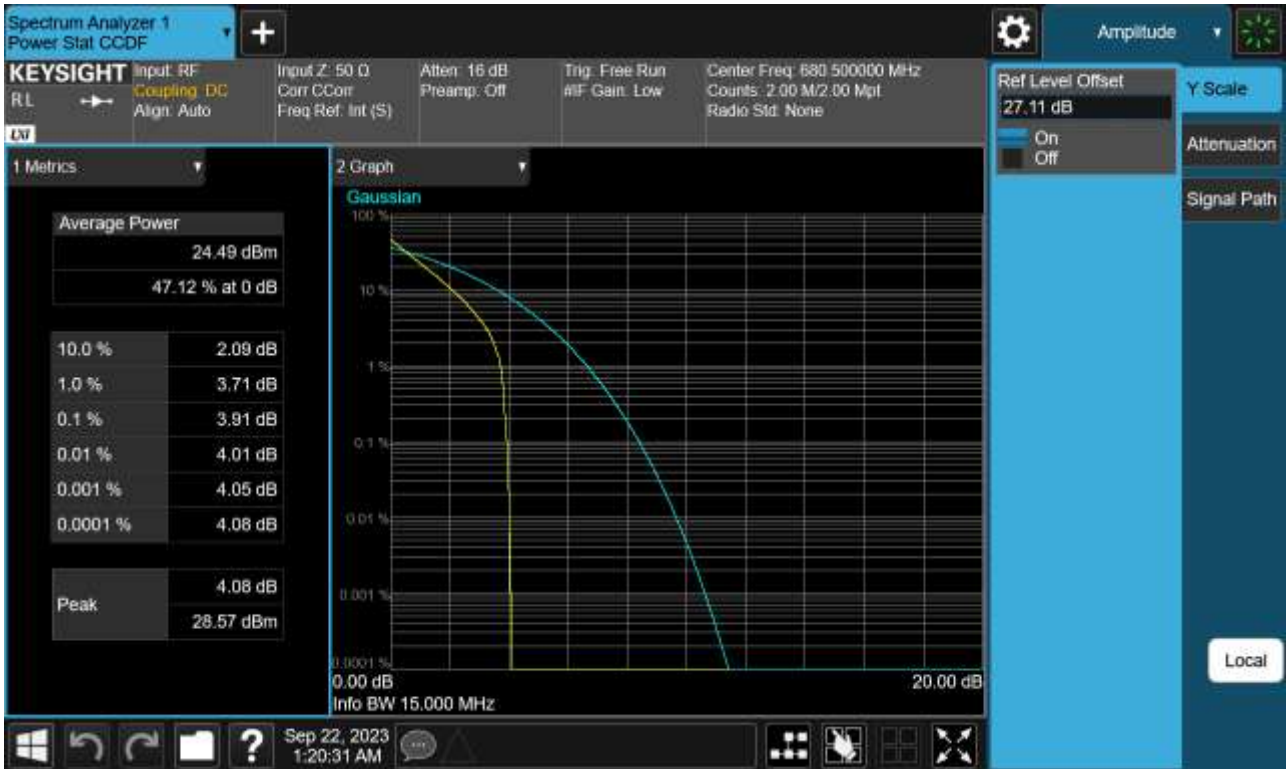 Spectrum Analyzer 1
Power Stat CCDF
+
Amplitude
KEYSIGHT
RL
LXI
Input: RF
Coupling: DC
Align: Auto
Input Z: 50 Ω
Corr CCorr
Freq Ref: Int (S)
Atten: 16 dB
Preamp: Off
Trig: Free Run
#IF Gain: Low
Center Freq: 680.500000 MHz
Counts: 2.00 M/2.00 Mpt
Radio Std: None
Ref Level Offset
27.11 dB
On
Off
Y Scale
Attenuation
Signal Path
Local
1 Metrics
Average Power
24.49 dBm
47.12 % at 0 dB
10.0 % 2.09 dB
1.0 % 3.71 dB
0.1 % 3.91 dB
0.01 % 4.01 dB
0.001 % 4.05 dB
0.0001 % 4.08 dB
Peak
4.08 dB
28.57 dBm
2 Graph
Gaussian
100 %
10 %
1 %
0.1 %
0.01 %
0.001 %
0.0001 %
0.00 dB 20.00 dB
Info BW 15.000 MHz
?
Sep 22, 2023
1:20:31 AM